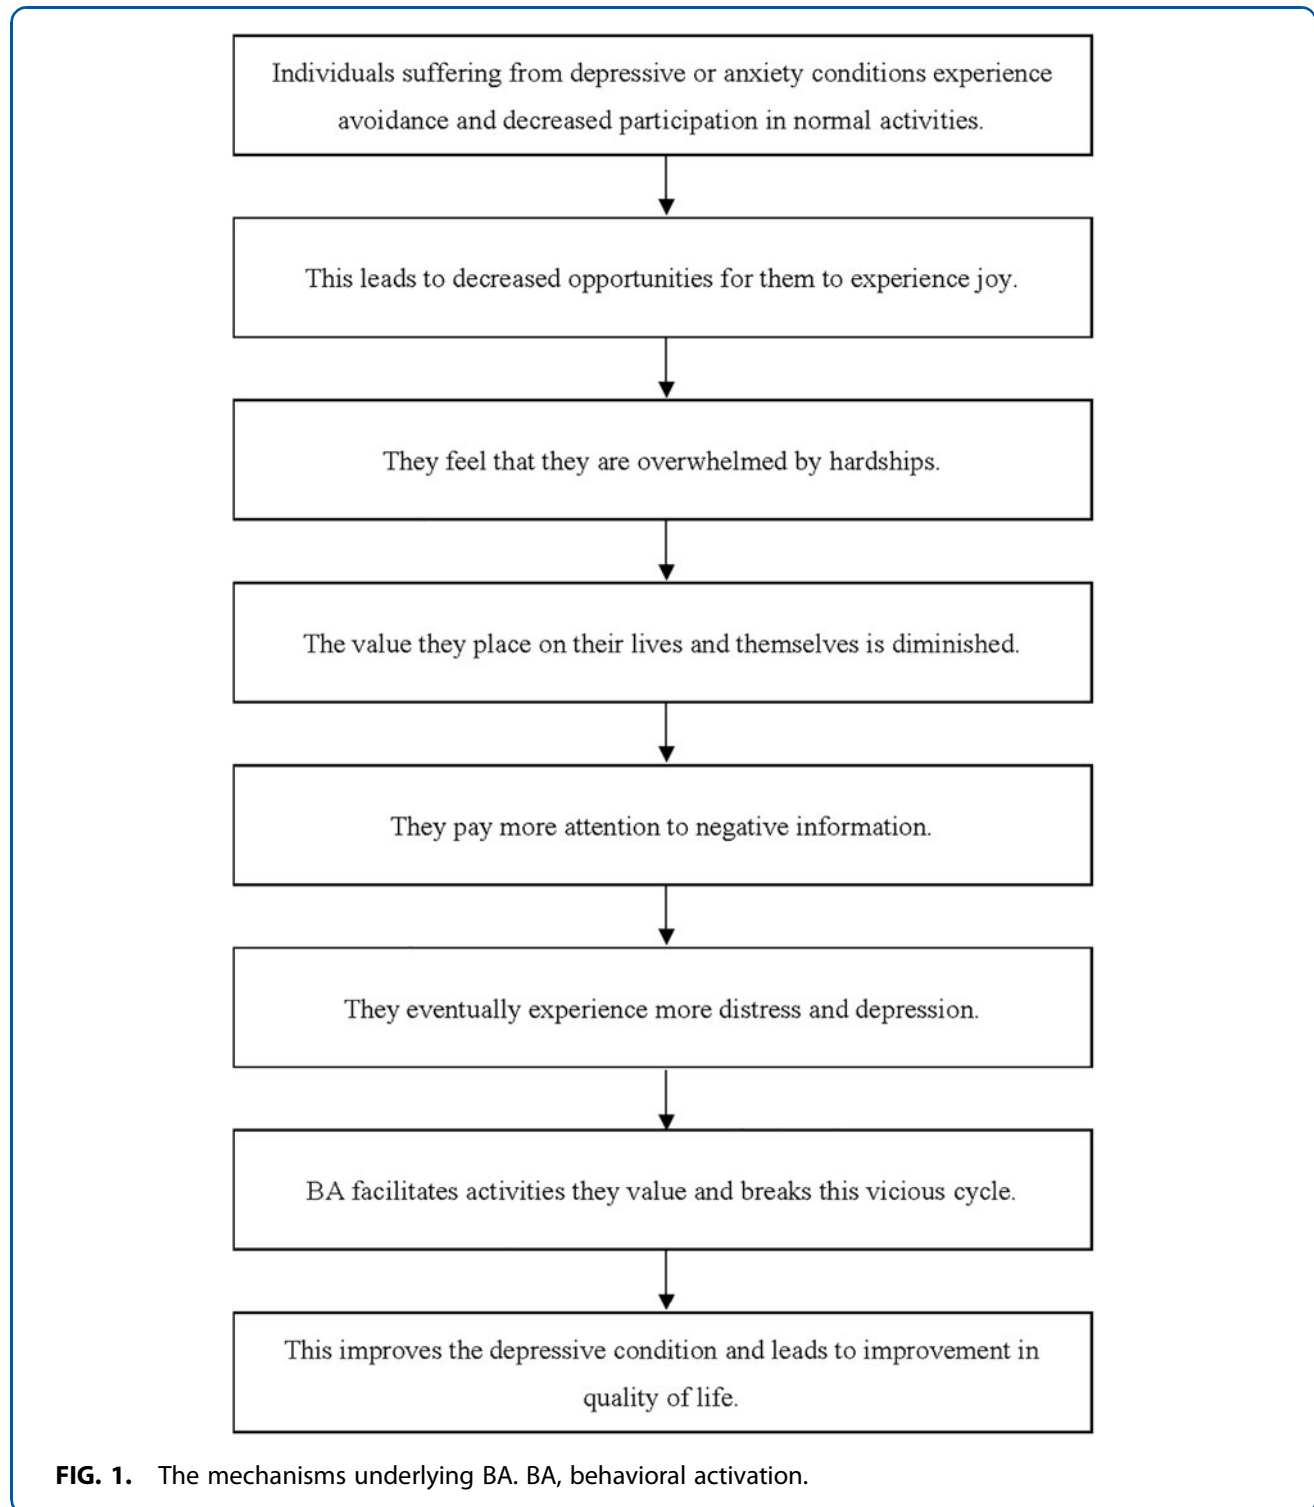 Individuals suffering from depressive or anxiety conditions experience
avoidance and decreased participation in normal activities.
This leads to decreased opportunities for them to experience joy.
They feel that they are overwhelmed by hardships.
The value they place on their lives and themselves is diminished.
They pay more attention to negative information.
They eventually experience more distress and depression.
BA facilitates activities they value and breaks this vicious cycle.
This improves the depressive condition and leads to improvement in
quality of life.
FIG. 1. The mechanisms underlying BA. BA, behavioral activation.